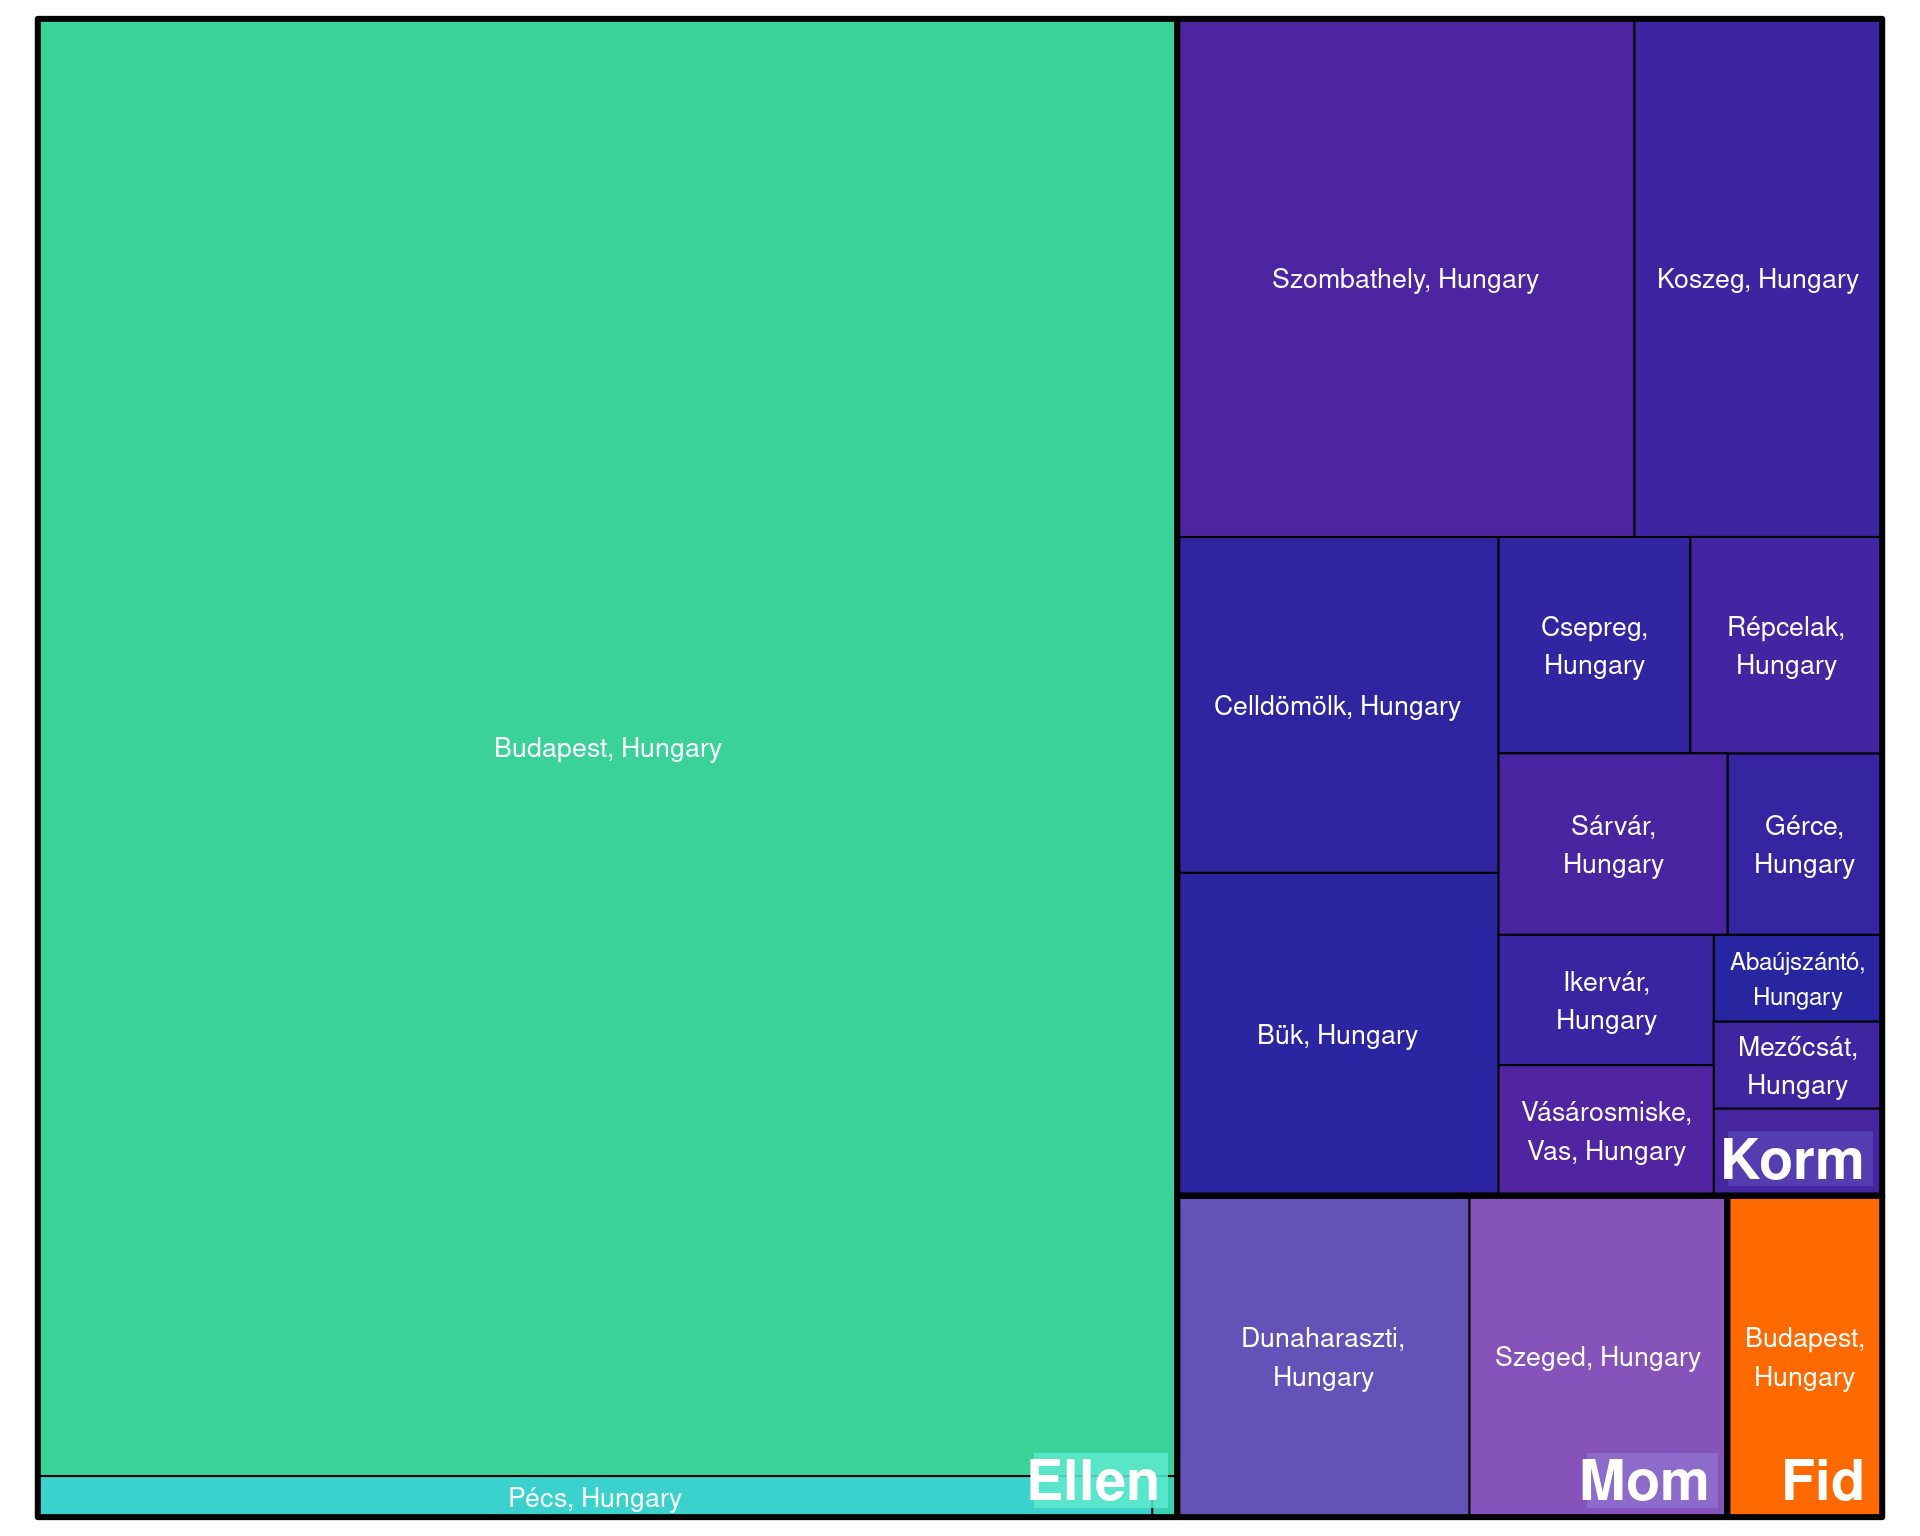 Budapest, Hungary
Pécs, Hungary
Ellen
Szombathely, Hungary
Koszeg, Hungary
Celldömölk, Hungary
Csepreg,
Hungary
Répcelak,
Hungary
Sárvár,
Hungary
Gérce,
Hungary
Bük, Hungary
Ikervár,
Hungary
Abaújszántó,
Hungary
Mezőcsát,
Hungary
Vásárosmiske,
Vas, Hungary
Korm
Dunaharaszti,
Hungary
Szeged, Hungary
Mom
Budapest,
Hungary
Fid